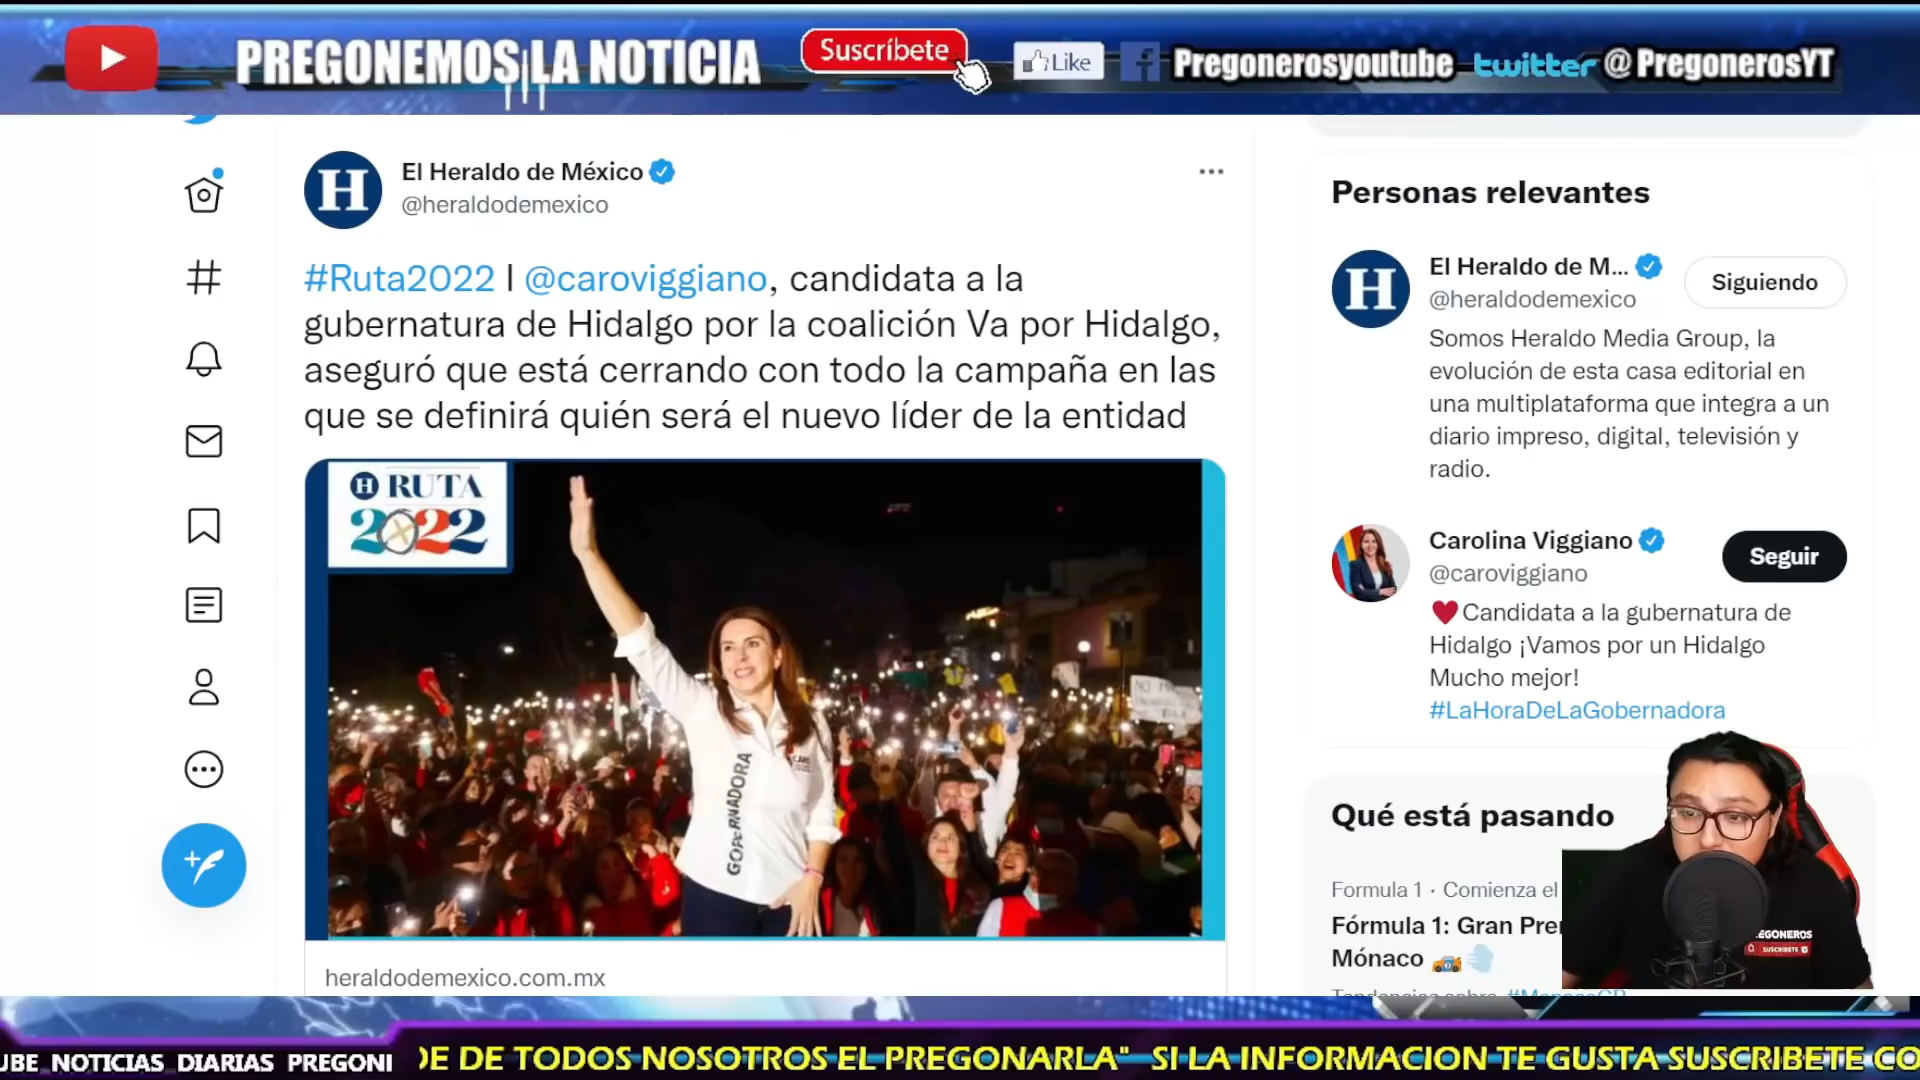 PREGONEMOS LA NOTICIA
Suscríbete
Like
Pregonerosyoutube
twitter @PregonerosYT
El Heraldo de México
@heraldodemexico
#Ruta2022 | @caroviggiano, candidata a la
gubernatura de Hidalgo por la coalición Va por Hidalgo,
aseguró que está cerrando con todo la campaña en las
que se definirá quién será el nuevo líder de la entidad
H RUTA
2022
GOBERNADORA
CARO
heraldodemexico.com.mx
Personas relevantes
El Heraldo de M...
@heraldodemexico
Siguiendo
Somos Heraldo Media Group, la
evolución de esta casa editorial en
una multiplataforma que integra a un
diario impreso, digital, televisión y
radio.
Carolina Viggiano
@caroviggiano
Seguir
Candidata a la gubernatura de
Hidalgo ¡Vamos por un Hidalgo
Mucho mejor!
#LaHoraDeLaGobernadora
Qué está pasando
Formula 1 · Comienza el
Fórmula 1: Gran Pre
Mónaco
EGONEROS
SUSCRIBETE
UBE NOTICIAS DIARIAS PREGONI
DE DE TODOS NOSOTROS EL PREGONARLA" SI LA INFORMACION TE GUSTA SUSCRIBETE CO